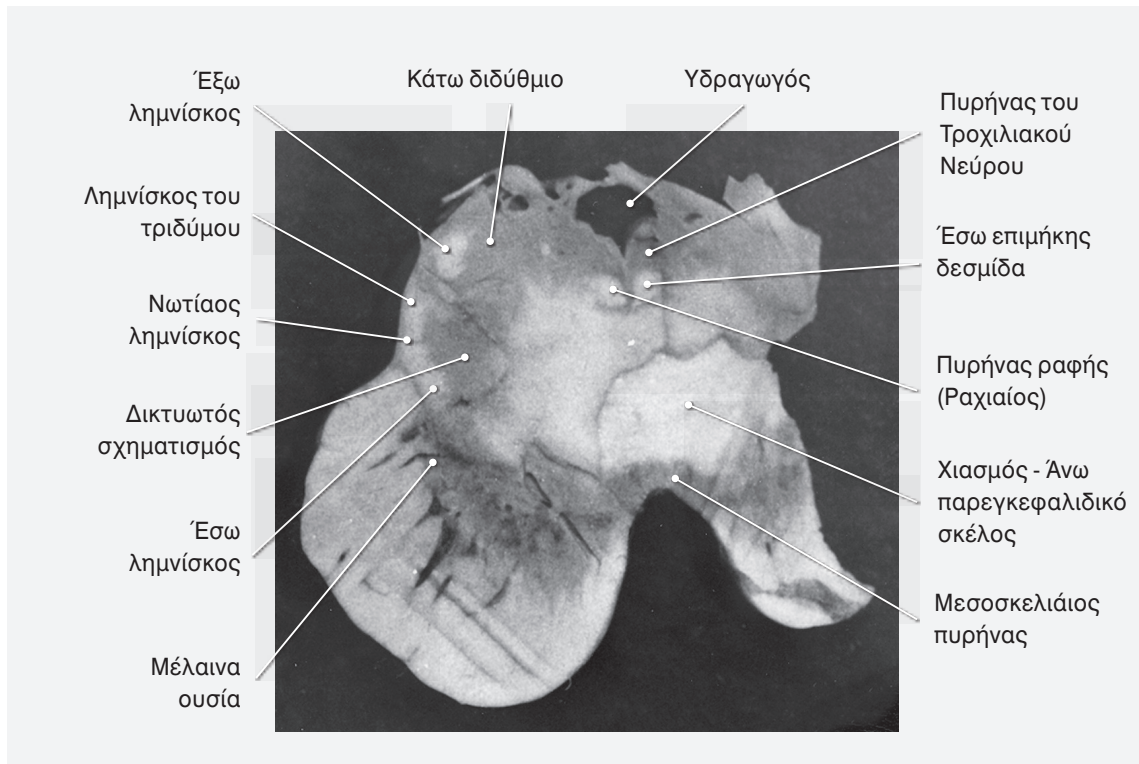 Έξω
λημνίσκος
Κάτω διδύθμιο
Υδραγωγός
Πυρήνας του
Τροχιλιακού
Νεύρου
Λημνίσκος του
τριδύμου
Έσω επιμήκης
δεσμίδα
Νωτίαος
λημνίσκος
Πυρήνας ραφής
(Ραχιαίος)
Δικτυωτός
σχηματισμός
Χιασμός - Άνω
παρεγκεφαλιδικό
σκέλος
Έσω
λημνίσκος
Μεσοσκελιάιος
πυρήνας
Μέλαινα
ουσία